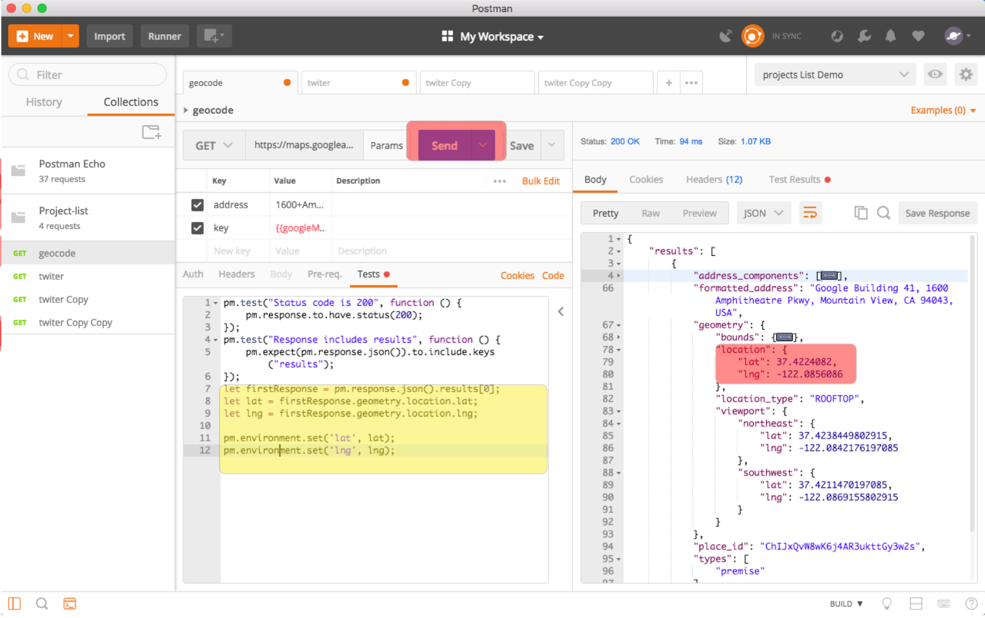 Postman
New
Import
Runner
My Workspace
IN SYNC
Filter
History
Collections
Postman Echo
37 requests
Project-list
4 requests
GET geocode
GET twiter
GET twiter Copy
GET twiter Copy Copy
geocode
twiter
twiter Copy
twiter Copy Copy
+
•••
projects List Demo
geocode
Examples (0)
GET
https://maps.googlea...
Params
Send
Save
Key Value Description
••• Bulk Edit
address 1600+Am...
key {{googleM...
New key Value Description
Auth Headers Body Pre-req. Tests
Cookies Code
1 pm.test("Status code is 200", function () {
2 pm.response.to.have.status(200);
3 });
4 pm.test("Response includes results", function () {
5 pm.expect(pm.response.json()).to.include.keys
("results");
6 });
7 let firstResponse = pm.response.json().results[0];
8 let lat = firstResponse.geometry.location.lat;
9 let lng = firstResponse.geometry.location.lng;
10
11 pm.environment.set('lat', lat);
12 pm.environment.set('lng', lng);
Status: 200 OK Time: 94 ms Size: 1.07 KB
Body Cookies Headers (12) Test Results
Pretty Raw Preview JSON Save Response
1 {
2 "results": [
3 {
4 "address_components": [],
66 "formatted_address": "Google Building 41, 1600
Amphitheatre Pkwy, Mountain View, CA 94043,
USA",
67 "geometry": {
68 "bounds": {},
78 "location": {
79 "lat": 37.4224082,
80 "lng": -122.0856086
81 },
82 "location_type": "ROOFTOP",
83 "viewport": {
84 "northeast": {
85 "lat": 37.4238449802915,
86 "lng": -122.0842176197085
87 },
88 "southwest": {
89 "lat": 37.4211470197085,
90 "lng": -122.0869155802915
91 }
92 }
93 },
94 "place_id": "ChIJxQvW8wK6j4AR3ukttGy3w2s",
95 "types": [
96 "premise"
BUILD